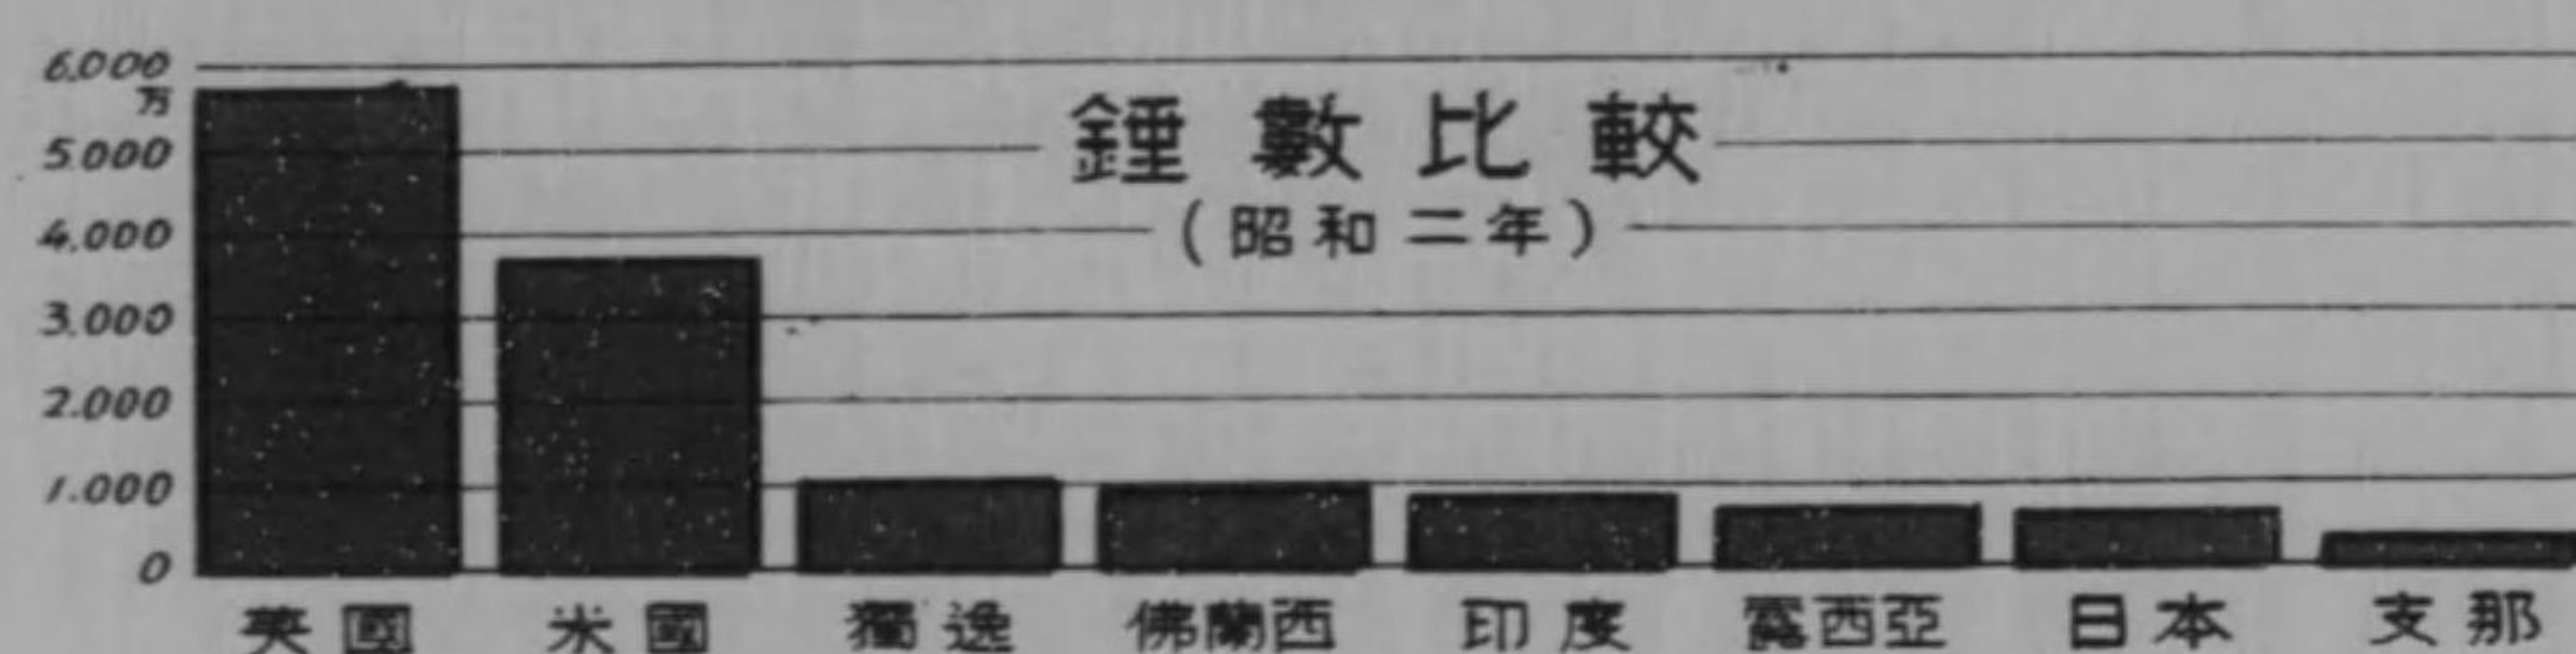 6.000
万
5.000
4.000
3.000
2.000
1.000
0
錘數比較
(昭和二年)
英國 米國 獨逸 佛蘭西 印度 露西亞 日本 支那